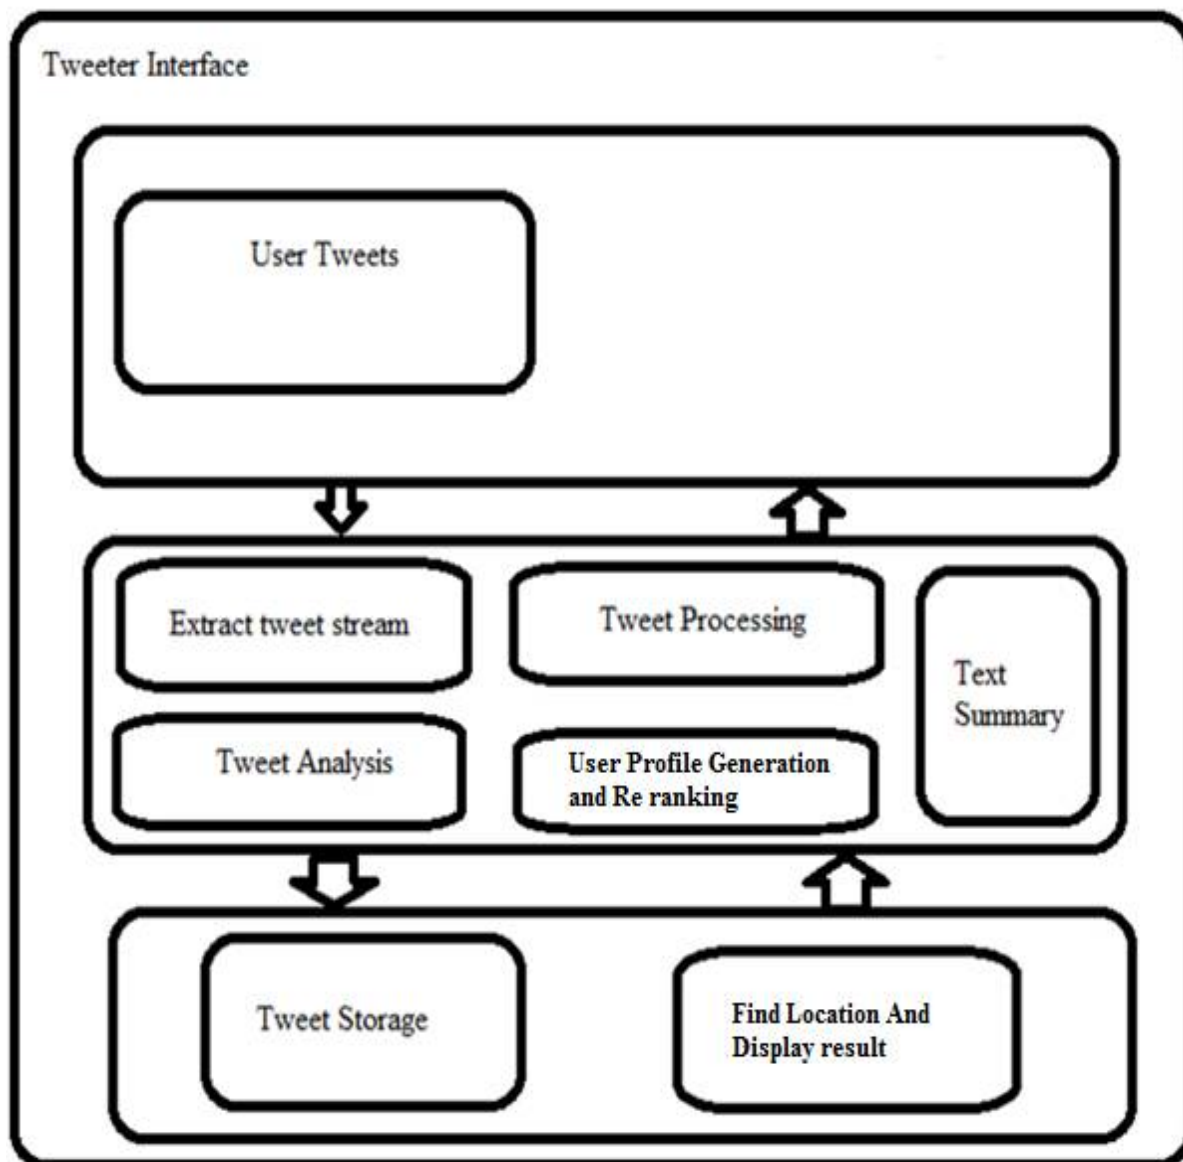 Tweeter Interface
User Tweets
Extract tweet stream
Tweet Processing
Text
Summary
Tweet Analysis
User Profile Generation
and Re ranking
Tweet Storage
Find Location And
Display result